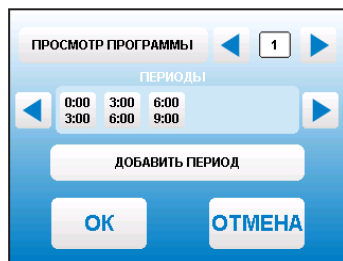 ПРОСМОТР ПРОГРАММЫ 1
ПЕРИОДЫ
0:00 3:00 6:00
3:00 6:00 9:00
ДОБАВИТЬ ПЕРИОД
ОК ОТМЕНА